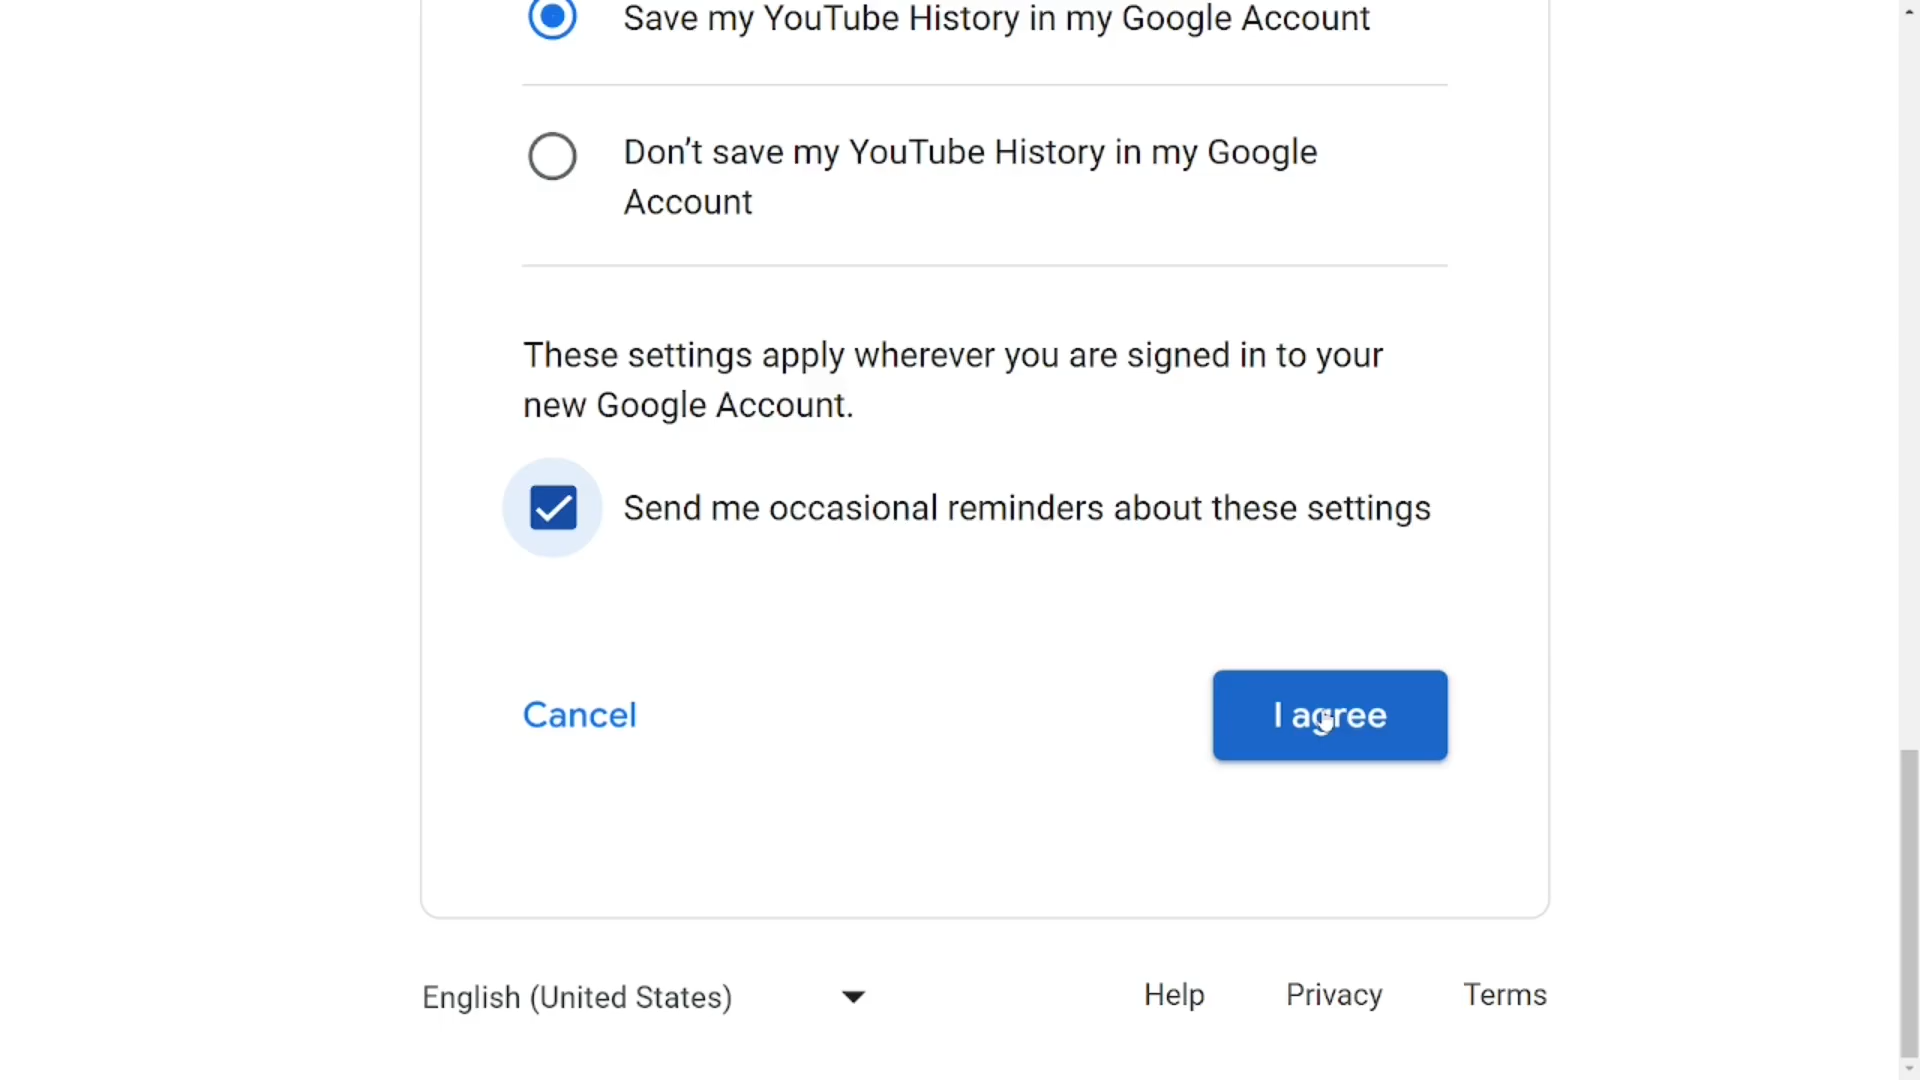 Save my YouTube History in my Google Account
Don’t save my YouTube History in my Google
Account
These settings apply wherever you are signed in to your
new Google Account.
Send me occasional reminders about these settings
Cancel
I agree
English (United States)
Help
Privacy
Terms